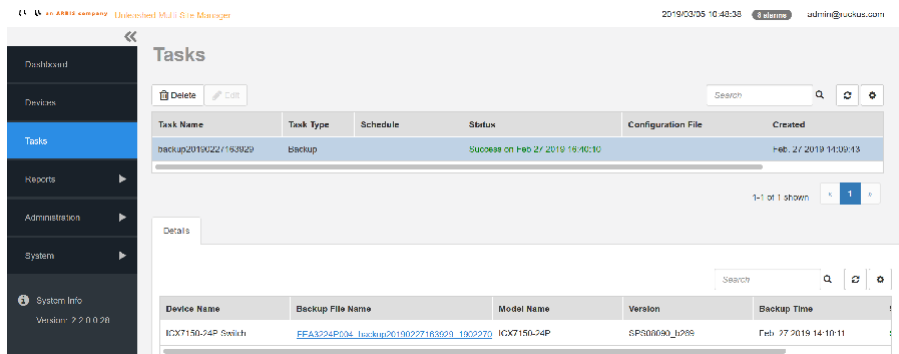 an ARRIS company Unleashed Multi-Site Manager 2019/03/05 10:48:38 8 alarms admin@ruckus.com
«
Dashboard
Devices
Tasks
Reports
Administration
System
System Info
Version: 2.2.0.0.28
Tasks
Delete Edit Search
Task Name Task Type Schedule Status Configuration File Created
backup20190227163929 Backup Success on Feb 27 2019 16:40:10 Feb. 27 2019 14:09:43
1-1 of 1 shown « 1 »
Details
Search
Device Name Backup File Name Model Name Version Backup Time
ICX7150-24P Switch FEA3224P004_backup20190227163929_1902270 ICX7150-24P SPS08090_b269 Feb. 27 2019 14:10:11